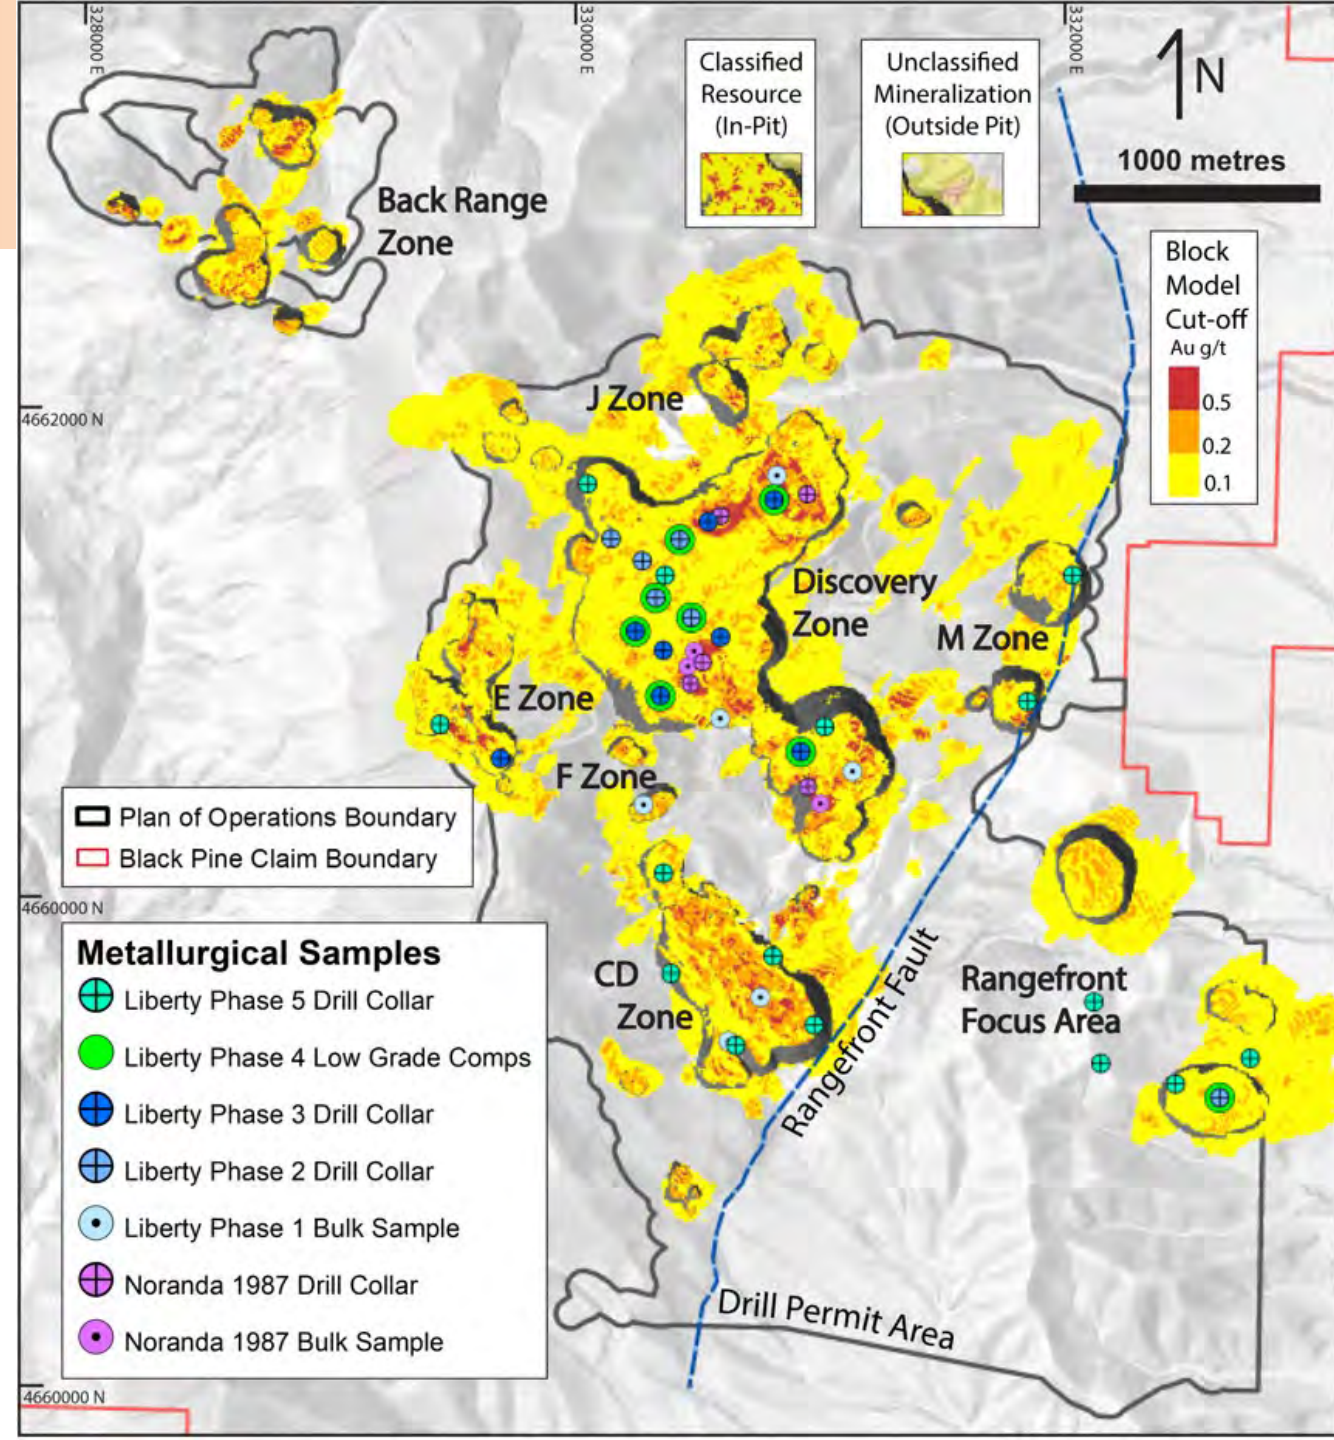 328000 E
330000 E
332000 E
Classified
Resource
(In-Pit)
Unclassified
Mineralization
(Outside Pit)
N
1000 metres
Block
Model
Cut-off
Au g/t
0.5
0.2
0.1
Back Range
Zone
J Zone
4662000 N
Discovery
Zone
M Zone
E Zone
F Zone
Plan of Operations Boundary
Black Pine Claim Boundary
4660000 N
Metallurgical Samples
Liberty Phase 5 Drill Collar
Liberty Phase 4 Low Grade Comps
Liberty Phase 3 Drill Collar
Liberty Phase 2 Drill Collar
Liberty Phase 1 Bulk Sample
Noranda 1987 Drill Collar
Noranda 1987 Bulk Sample
CD
Zone
Rangefront Fault
Rangefront
Focus Area
Drill Permit Area
4660000 N